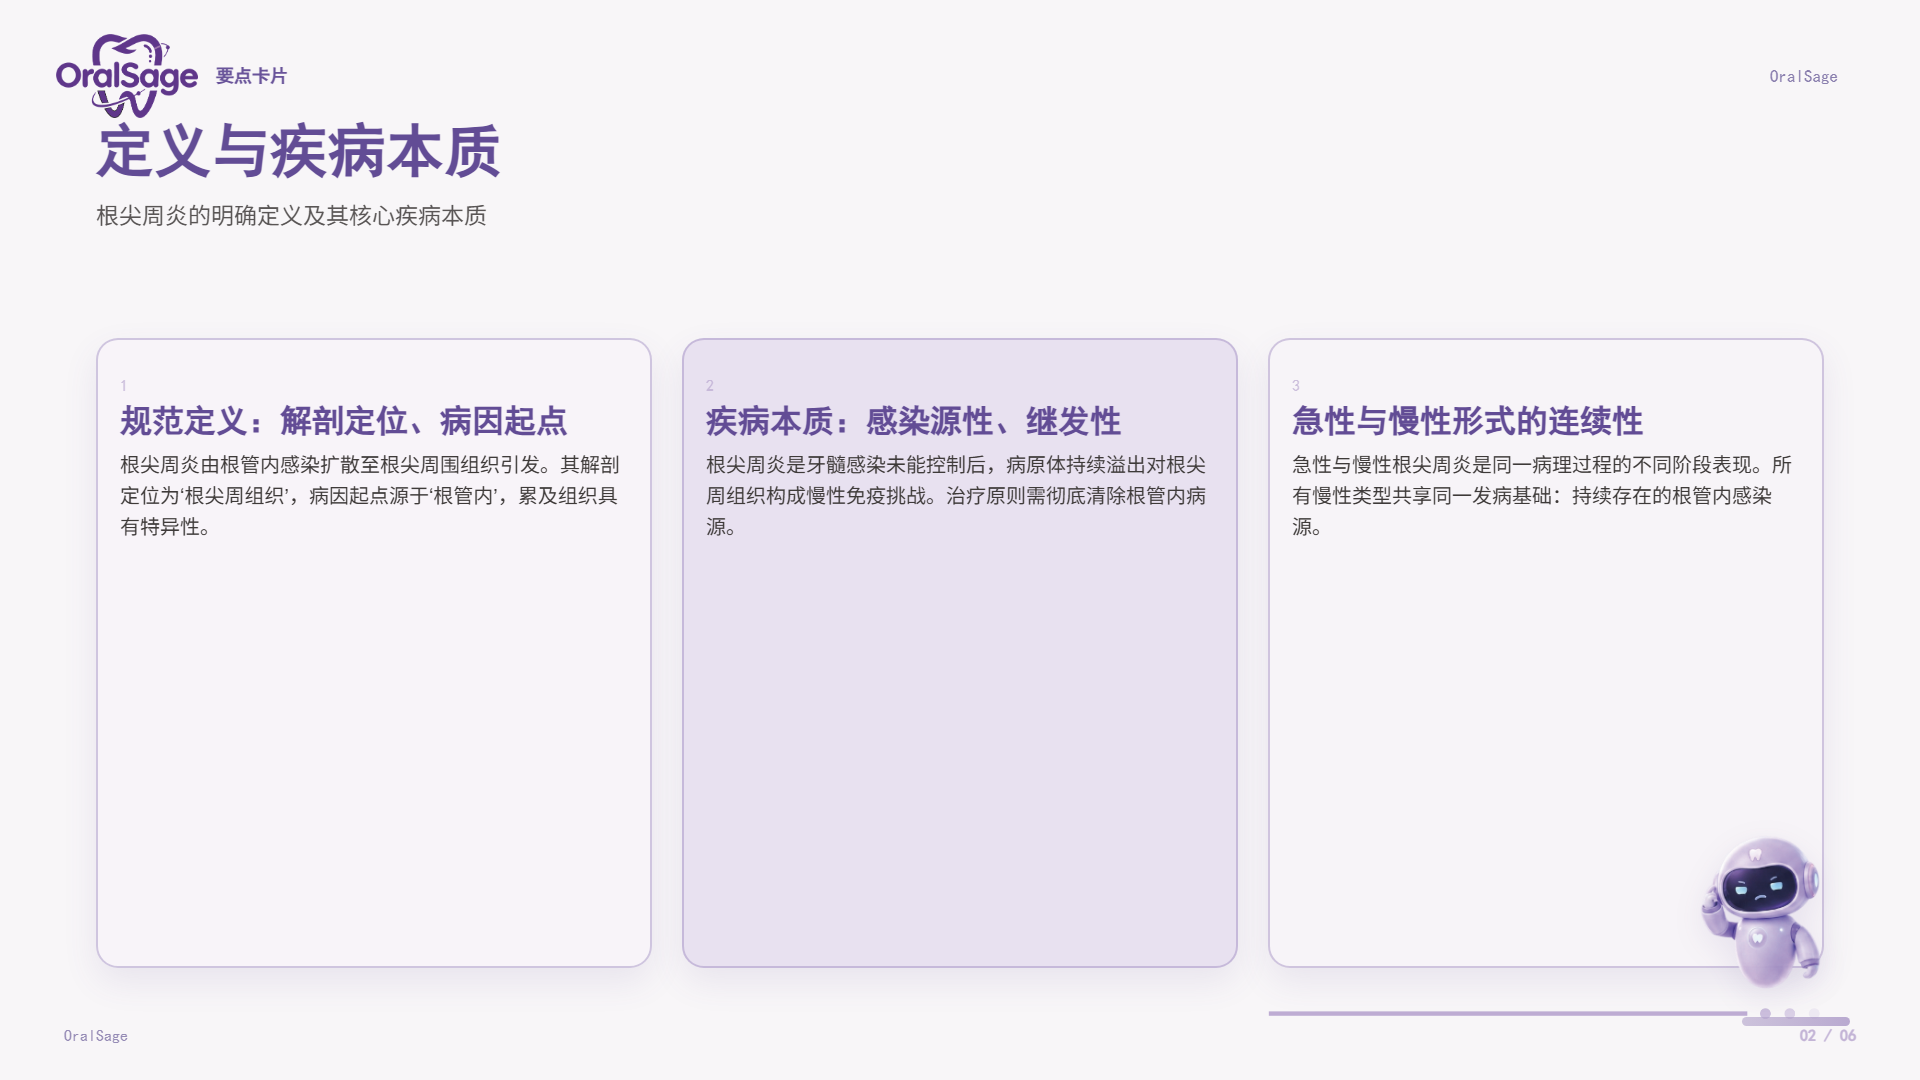 OralSage
要点卡片
OralSage
定义与疾病本质
根尖周炎的明确定义及其核心疾病本质
1
规范定义：解剖定位、病因起点
根尖周炎由根管内感染扩散至根尖周围组织引发。其解剖
定位为‘根尖周组织’，病因起点源于‘根管内’，累及组织具
有特异性。
2
疾病本质：感染源性、继发性
根尖周炎是牙髓感染未能控制后，病原体持续溢出对根尖
周组织构成慢性免疫挑战。治疗原则需彻底清除根管内病
源。
3
急性与慢性形式的连续性
急性与慢性根尖周炎是同一病理过程的不同阶段表现。所
有慢性类型共享同一发病基础：持续存在的根管内感染
源。
OralSage
02 / 06